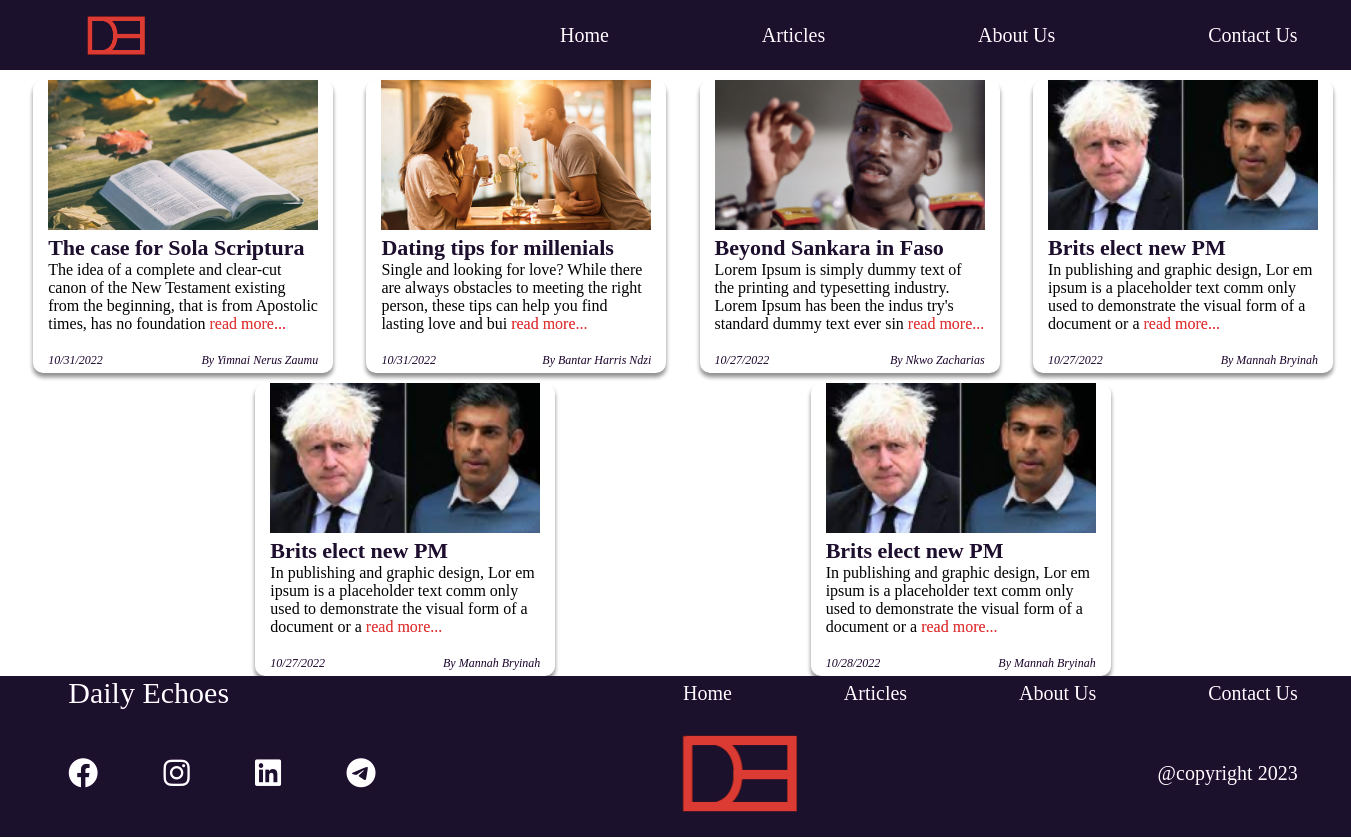 DE
Home Articles About Us Contact Us
The case for Sola Scriptura
The idea of a complete and clear-cut
canon of the New Testament existing
from the beginning, that is from Apostolic
times, has no foundation read more...
10/31/2022 By Yimnai Nerus Zaumu
Dating tips for millenials
Single and looking for love? While there
are always obstacles to meeting the right
person, these tips can help you find
lasting love and bui read more...
10/31/2022 By Bantar Harris Ndzi
Beyond Sankara in Faso
Lorem Ipsum is simply dummy text of
the printing and typesetting industry.
Lorem Ipsum has been the indus try's
standard dummy text ever sin read more...
10/27/2022 By Nkwo Zacharias
Brits elect new PM
In publishing and graphic design, Lor em
ipsum is a placeholder text comm only
used to demonstrate the visual form of a
document or a read more...
10/27/2022 By Mannah Bryinah
Brits elect new PM
In publishing and graphic design, Lor em
ipsum is a placeholder text comm only
used to demonstrate the visual form of a
document or a read more...
10/27/2022 By Mannah Bryinah
Brits elect new PM
In publishing and graphic design, Lor em
ipsum is a placeholder text comm only
used to demonstrate the visual form of a
document or a read more...
10/28/2022 By Mannah Bryinah
Daily Echoes
Home Articles About Us Contact Us
DE
@copyright 2023